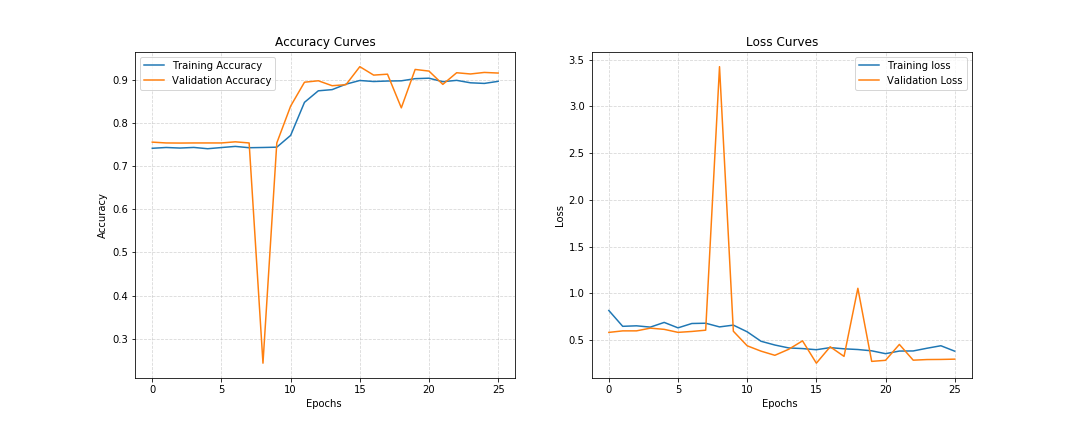 Accuracy Curves
Training Accuracy
Validation Accuracy
0.9
0.8
0.7
0.6
0.5
0.4
0.3
Accuracy
0 5 10 15 20 25
Epochs
Loss Curves
Training loss
Validation Loss
3.5
3.0
2.5
2.0
1.5
1.0
0.5
Loss
0 5 10 15 20 25
Epochs